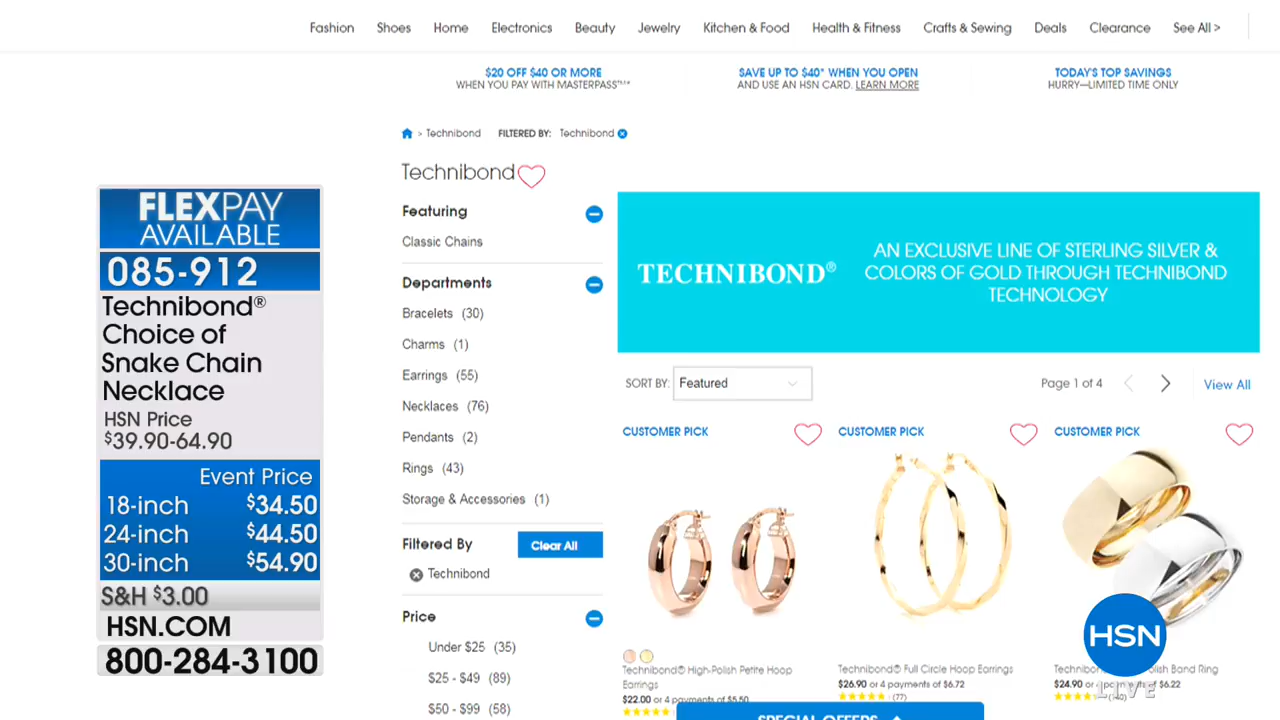 Fashion Shoes Home Electronics Beauty Jewelry Kitchen & Food Health & Fitness Crafts & Sewing Deals Clearance See All >
$20 OFF $40 OR MORE
WHEN YOU PAY WITH MASTERPASS
SAVE UP TO $40* WHEN YOU OPEN
AND USE AN HSN CARD. LEARN MORE
TODAY'S TOP SAVINGS
HURRY—LIMITED TIME ONLY
> Technibond FILTERED BY: Technibond
FLEXPAY
AVAILABLE
085-912
Technibond®
Choice of
Snake Chain
Necklace
HSN Price
$39.90-64.90
Event Price
18-inch $34.50
24-inch $44.50
30-inch $54.90
S&H $3.00
HSN.COM
800-284-3100
Technibond
Featuring
Classic Chains
Departments
Bracelets (30)
Charms (1)
Earrings (55)
Necklaces (76)
Pendants (2)
Rings (43)
Storage & Accessories (1)
Filtered By Clear All
Technibond
Price
Under $25 (35)
$25 - $49 (89)
$50 - $99 (58)
TECHNIBOND®
AN EXCLUSIVE LINE OF STERLING SILVER &
COLORS OF GOLD THROUGH TECHNIBOND
TECHNOLOGY
SORT BY: Featured Page 1 of 4 View All
CUSTOMER PICK
Technibond® High-Polish Petite Hoop
Earrings
$22.00 or 4 payments of $5.50
CUSTOMER PICK
Technibond® Full Circle Hoop Earrings
$26.90 or 4 payments of $6.72
(77)
CUSTOMER PICK
Band Ring
$24.90 or 4 payments of $6.22
HSN
LIVE
SPECIAL OFFERS